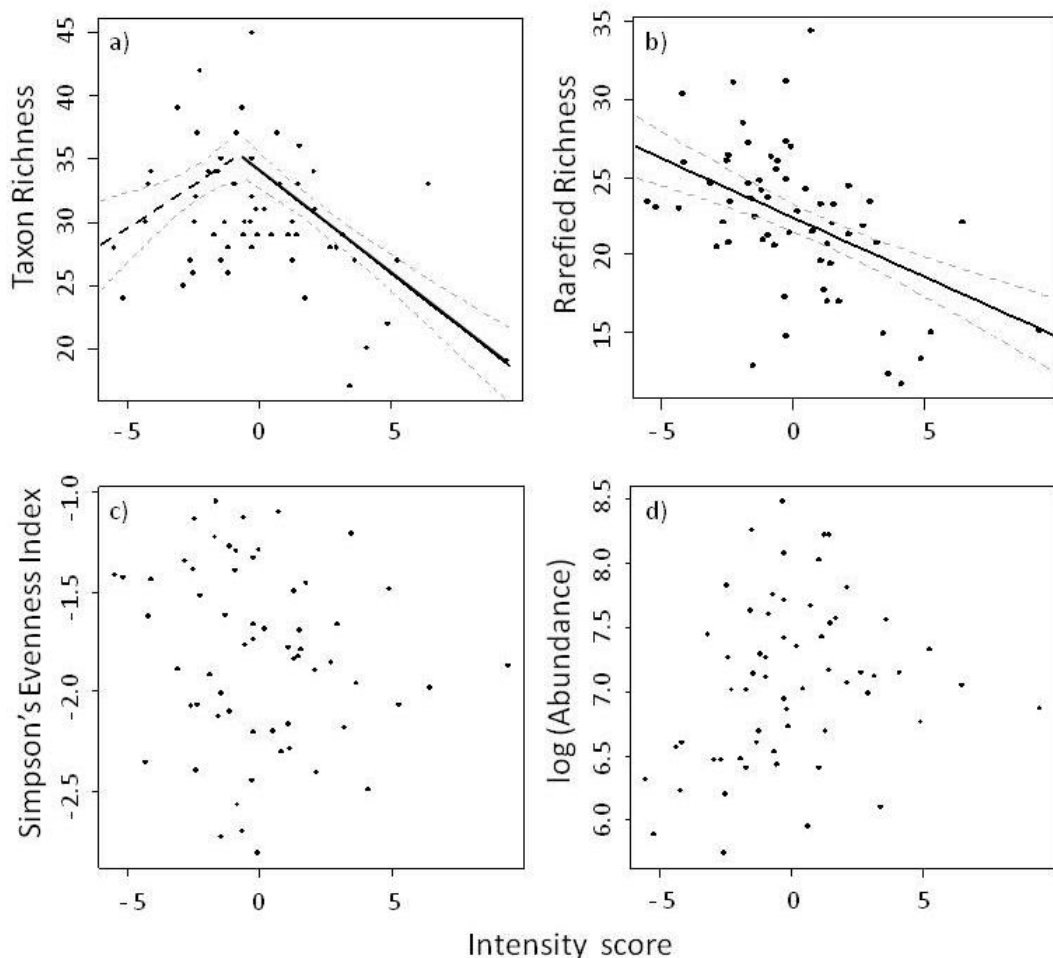 a)
Taxon Richness
45
40
35
30
25
20
-5 0 5
b)
Rarefied Richness
35
30
25
20
15
-5 0 5
c)
Simpson's Evenness Index
-1.0
-1.5
-2.0
-2.5
-5 0 5
d)
log (Abundance)
8.5
8.0
7.5
7.0
6.5
6.0
-5 0 5
Intensity score